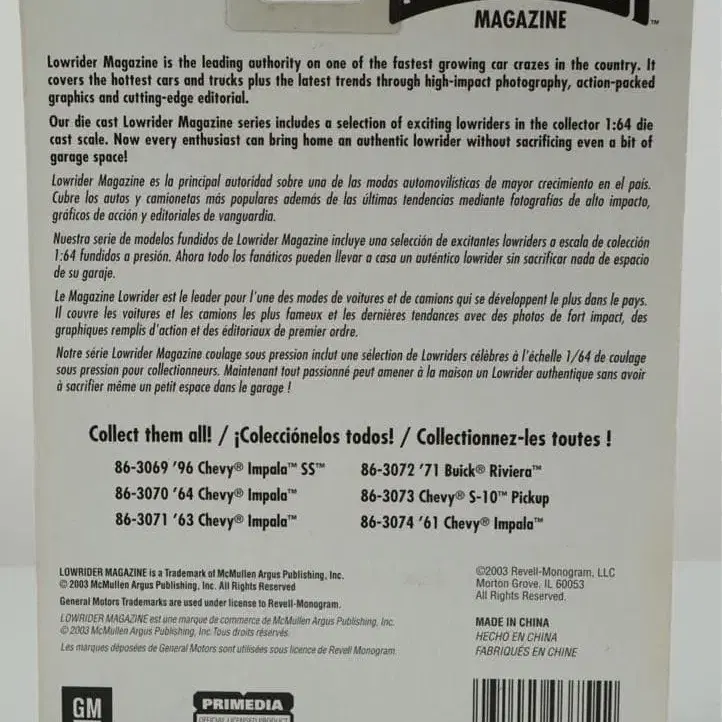 MAGAZINE
™
Lowrider Magazine is the leading authority on one of the fastest growing car crazes in the country. It
covers the hottest cars and trucks plus the latest trends through high-impact photography, action-packed
graphics and cutting-edge editorial.
Our die cast Lowrider Magazine series includes a selection of exciting lowriders in the collector 1:64 die
cast scale. Now every enthusiast can bring home an authentic lowrider without sacrificing even a bit of
garage space!
Lowrider Magazine es la principal autoridad sobre una de las modas automovilísticas de mayor crecimiento en el país.
Cubre los autos y camionetas más populares además de las últimas tendencias mediante fotografías de alto impacto,
gráficos de acción y editoriales de vanguardia.
Nuestra serie de modelos fundidos de Lowrider Magazine incluye una selección de excitantes lowriders a escala de colección
1:64 fundidos a presión. Ahora todo los fanáticos pueden llevar a casa un auténtico lowrider sin sacrificar nada de espacio
de su garaje.
Le Magazine Lowrider est le leader pour l'une des modes de voitures et de camions qui se développent le plus dans le pays.
Il couvre les voitures et les camions les plus fameux et les dernières tendances avec des photos de fort impact, des
graphiques remplis d'action et des éditoriaux de premier ordre.
Notre série Lowrider Magazine coulage sous pression inclut une sélection de Lowriders célèbres à l'échelle 1/64 de coulage
sous pression pour collectionneurs. Maintenant tout passionné peut amener à la maison un Lowrider authentique sans avoir
à sacrifier même un petit espace dans le garage !
Collect them all! / ¡Colecciónelos todos! / Collectionnez-les toutes !
86-3069 '96 Chevy® Impala™ SS™
86-3070 '64 Chevy® Impala™
86-3071 '63 Chevy® Impala™
86-3072 '71 Buick® Riviera™
86-3073 Chevy® S-10™ Pickup
86-3074 '61 Chevy® Impala™
LOWRIDER MAGAZINE is a Trademark of McMullen Argus Publishing, Inc.
© 2003 McMullen Argus Publishing, Inc. All Rights Reserved
General Motors Trademarks are used under license to Revell-Monogram.
LOWRIDER MAGAZINE est une marque de commerce de McMullen Argus Publishing, Inc.
© 2003 McMullen Argus Publishing, Inc. Tous droits réservés.
Les marques déposées de General Motors sont utilisées sous licence de Revell Monogram.
©2003 Revell-Monogram, LLC
Morton Grove, IL 60053
All Rights Reserved.
MADE IN CHINA
HECHO EN CHINA
FABRIQUÉS EN CHINE
GM
PRIMEDIA
OFFICIAL LICENSED PRODUCT